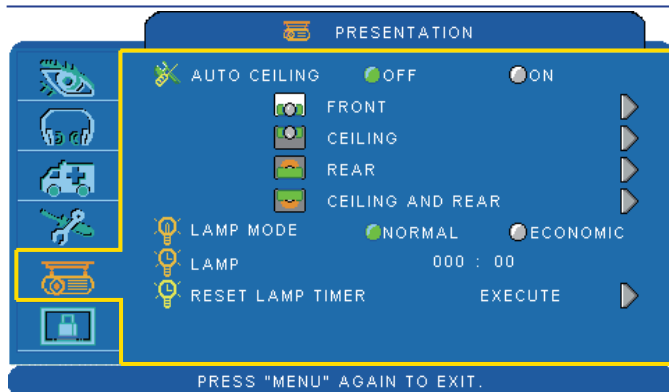 PRESENTATION
AUTO CEILING OFF ON
FRONT
CEILING
REAR
CEILING AND REAR
LAMP MODE NORMAL ECONOMIC
LAMP 000 : 00
RESET LAMP TIMER EXECUTE
PRESS "MENU" AGAIN TO EXIT.